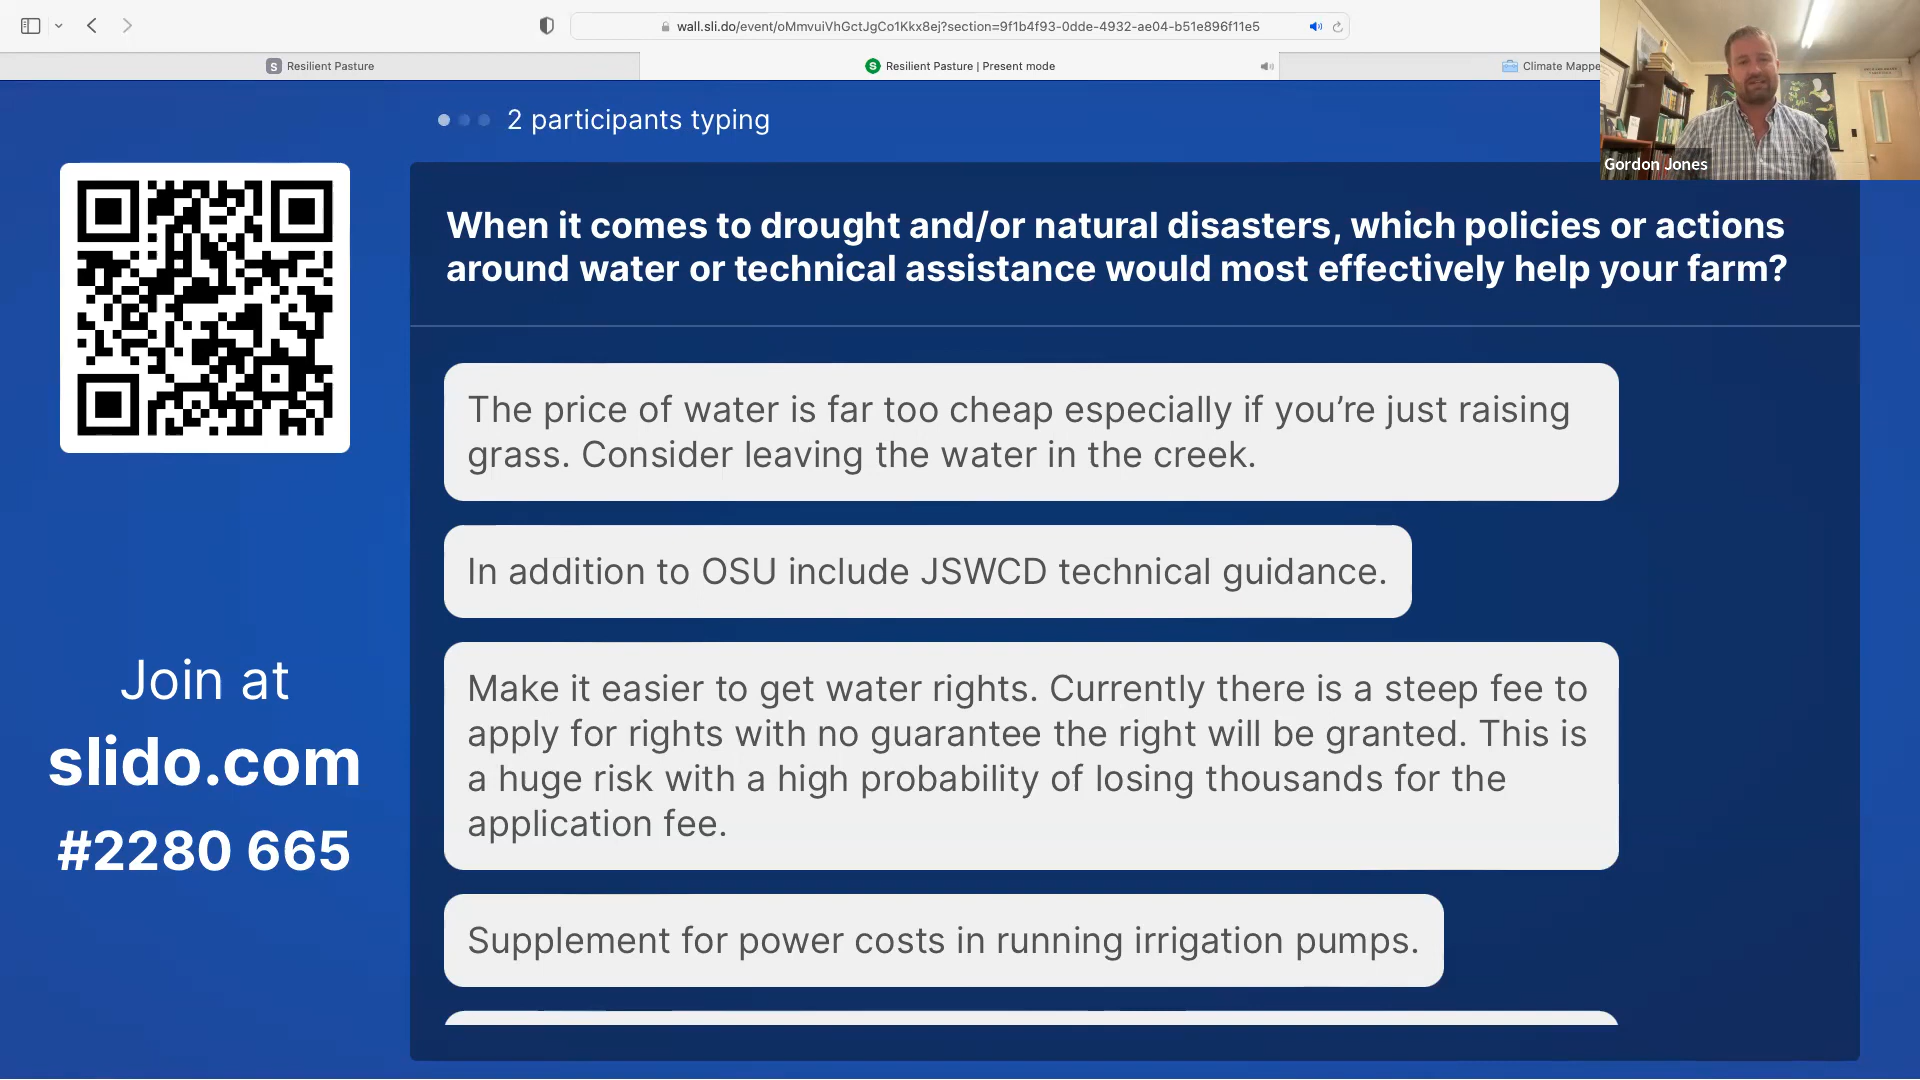 wall.sli.do/event/oMmvuiVhGctJgCo1Kkx8ej?section=9f1b4f93-0dde-4932-ae04-b51e896f11e5
Resilient Pasture
Resilient Pasture | Present mode
Climate Mappe
Gordon Jones
2 participants typing
When it comes to drought and/or natural disasters, which policies or actions
around water or technical assistance would most effectively help your farm?
The price of water is far too cheap especially if you’re just raising
grass. Consider leaving the water in the creek.
In addition to OSU include JSWCD technical guidance.
Make it easier to get water rights. Currently there is a steep fee to
apply for rights with no guarantee the right will be granted. This is
a huge risk with a high probability of losing thousands for the
application fee.
Supplement for power costs in running irrigation pumps.
Join at
slido.com
#2280 665